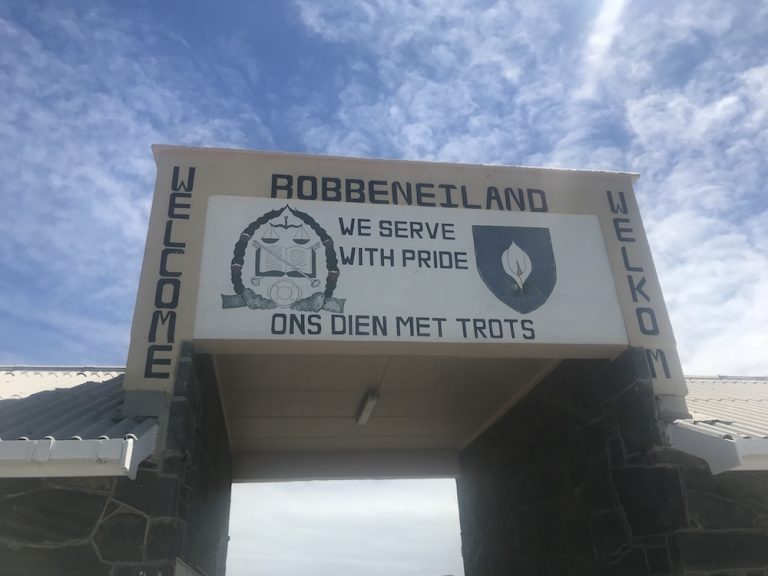 ROBBENEILAND
WELCOME
WE SERVE
WITH PRIDE
ONS DIEN MET TROTS
WELKOM